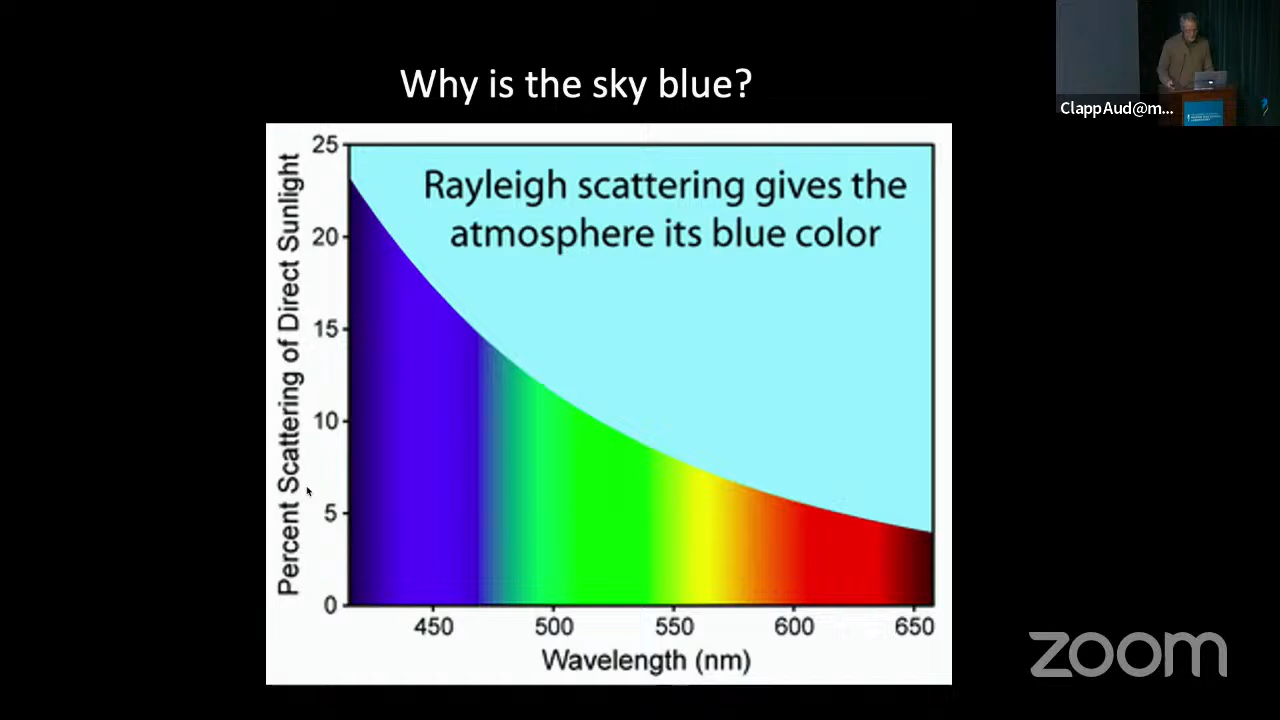 Why is the sky blue?
ClappAud@m...
Rayleigh scattering gives the
atmosphere its blue color
Percent Scattering of Direct Sunlight
25
20
15
10
5
0
450
500
550
600
650
Wavelength (nm)
zoom